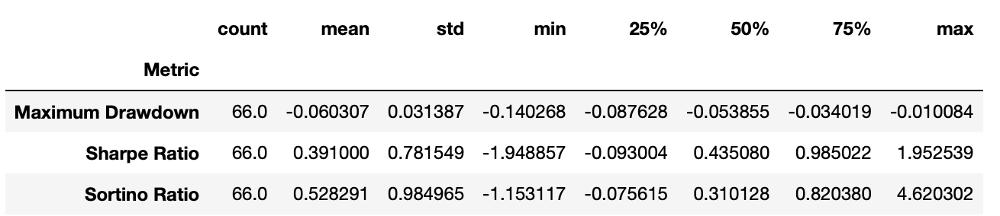 count mean std min 25% 50% 75% max
Metric
Maximum Drawdown 66.0 -0.060307 0.031387 -0.140268 -0.087628 -0.053855 -0.034019 -0.010084
Sharpe Ratio 66.0 0.391000 0.781549 -1.948857 -0.093004 0.435080 0.985022 1.952539
Sortino Ratio 66.0 0.528291 0.984965 -1.153117 -0.075615 0.310128 0.820380 4.620302